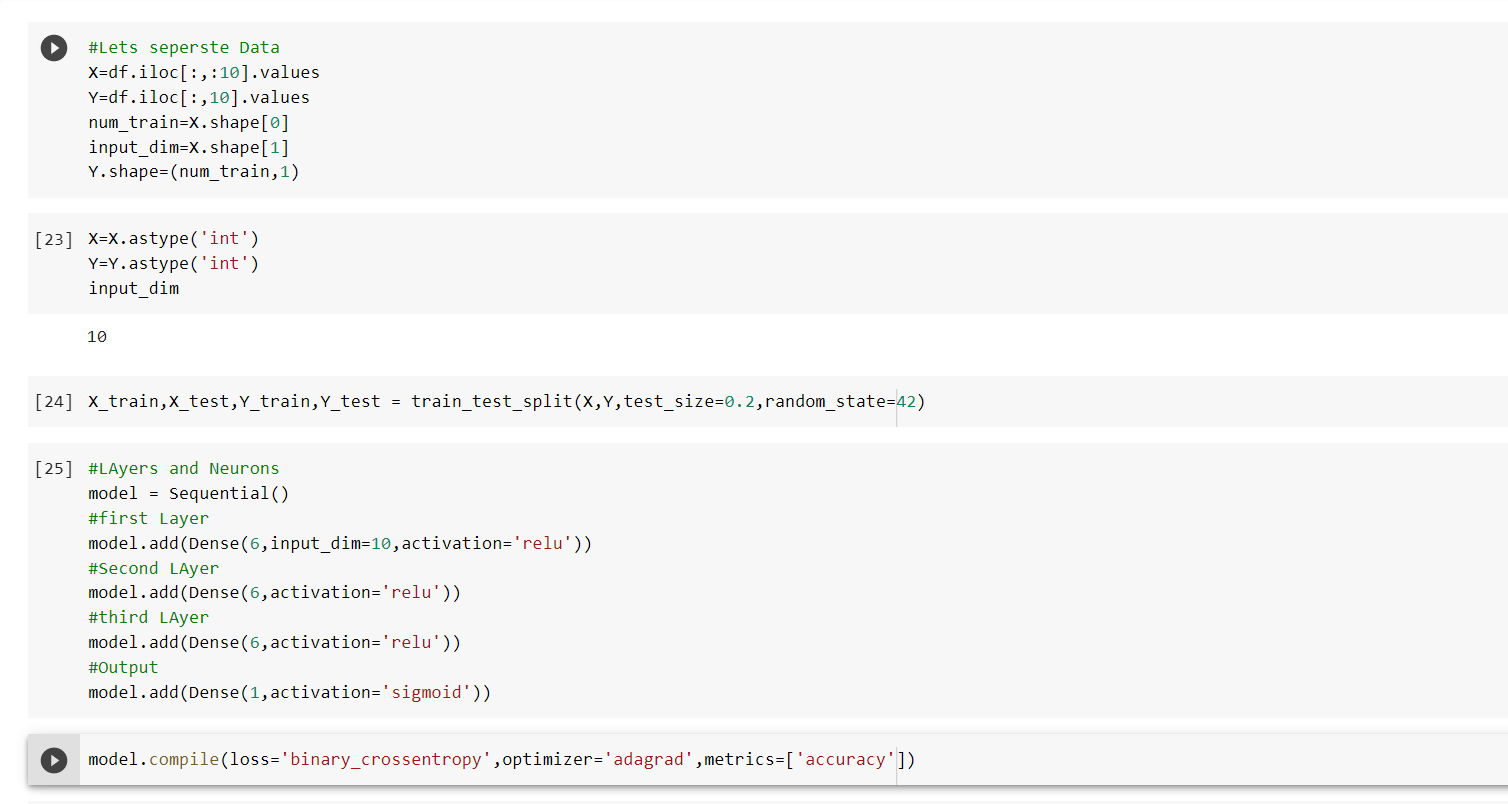 #Lets seperste Data
X=df.iloc[:,:10].values
Y=df.iloc[:,10].values
num_train=X.shape[0]
input_dim=X.shape[1]
Y.shape=(num_train,1)
[23] X=X.astype('int')
Y=Y.astype('int')
input_dim
10
[24] X_train,X_test,Y_train,Y_test = train_test_split(X,Y,test_size=0.2,random_state=42)
[25] #LAyers and Neurons
model = Sequential()
#first Layer
model.add(Dense(6,input_dim=10,activation='relu'))
#Second LAyer
model.add(Dense(6,activation='relu'))
#third LAyer
model.add(Dense(6,activation='relu'))
#Output
model.add(Dense(1,activation='sigmoid'))
model.compile(loss='binary_crossentropy',optimizer='adagrad',metrics=['accuracy'])